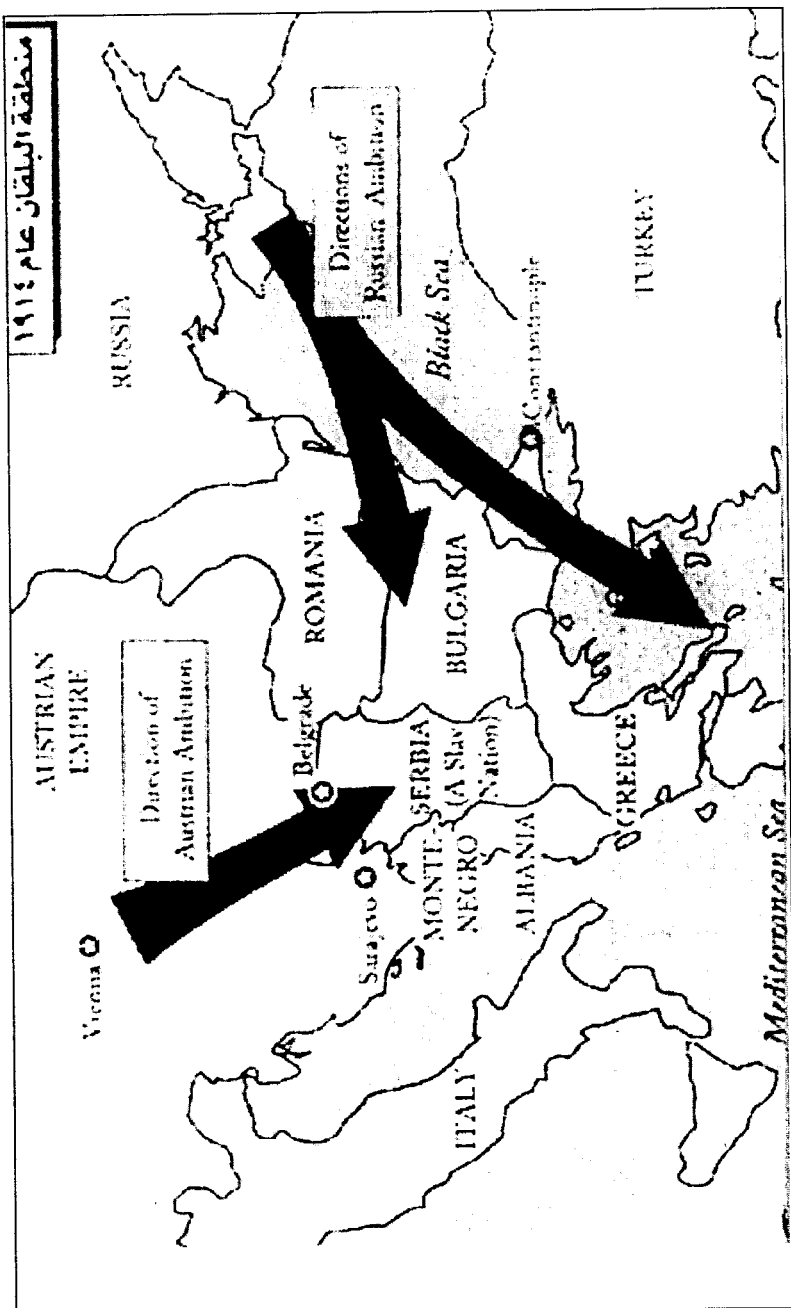 منطقة البلقان عام ١٩١٤
RUSSIA
AUSTRIAN
EMPIRE
Vienna
Direction of
Austrian Ambition
Directions of
Russian Ambition
Belgrade
ROMANIA
Black Sea
Sarajevo
MONTE-
NEGRO
SERBIA
(A Slav
Nation)
BULGARIA
Constantinople
ITALY
ALBANIA
GREECE
TURKEY
Mediterranean Sea